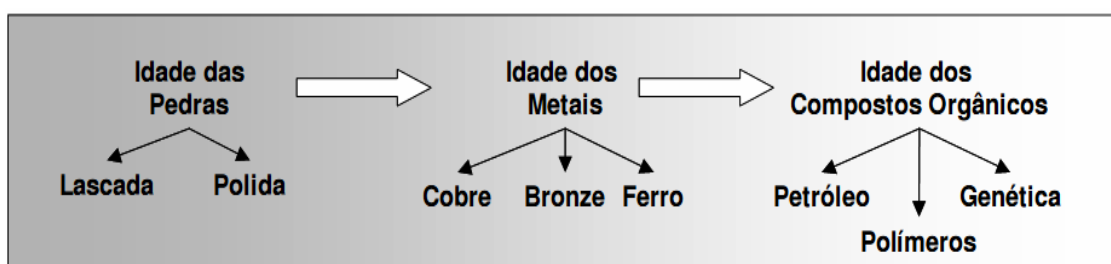 Idade das
Pedras
Idade dos
Metais
Idade dos
Compostos Orgânicos
Lascada
Polida
Cobre
Bronze
Ferro
Petróleo
Genética
Polímeros